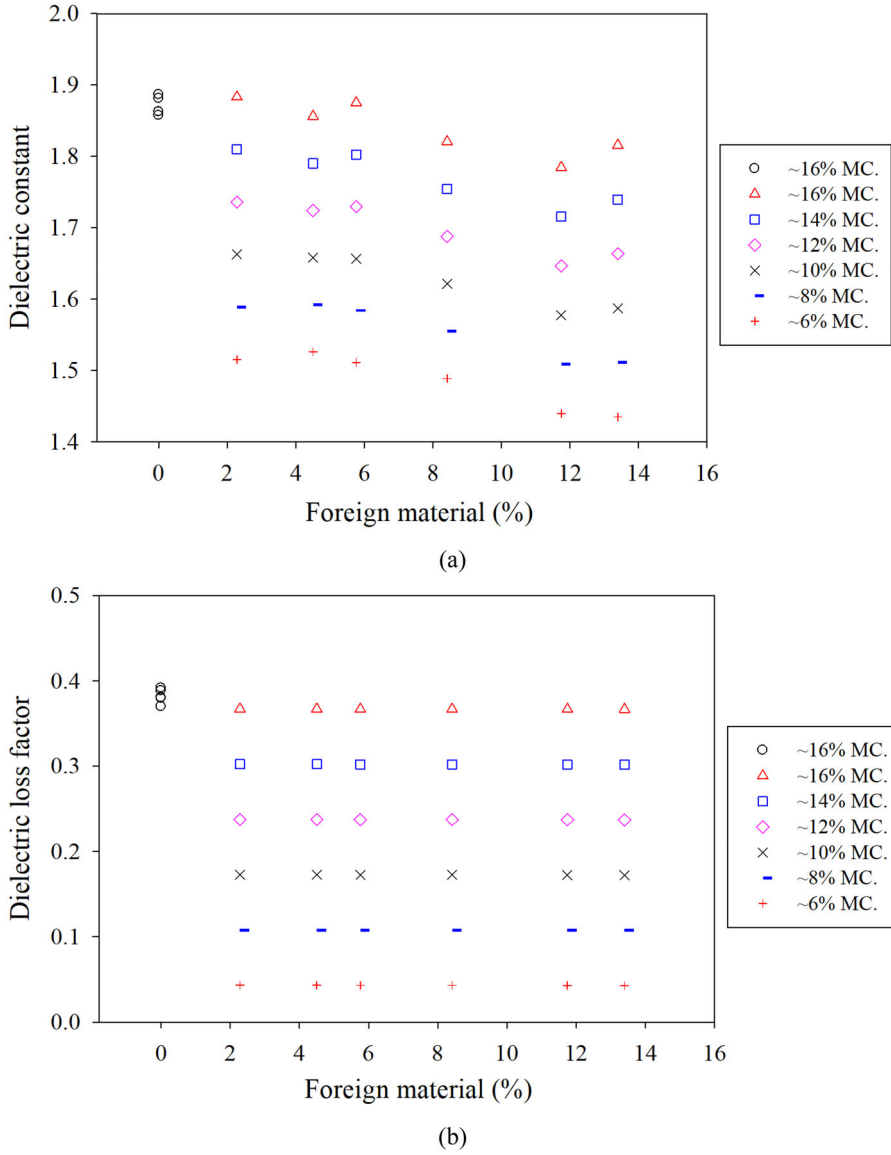 2.0
1.9
1.8
1.7
1.6
1.5
1.4
Dielectric constant
0 2 4 6 8 10 12 14 16
Foreign material (%)
~16% MC.
~16% MC.
~14% MC.
~12% MC.
~10% MC.
~8% MC.
~6% MC.
(a)
0.5
0.4
0.3
0.2
0.1
0.0
Dielectric loss factor
0 2 4 6 8 10 12 14 16
Foreign material (%)
~16% MC.
~16% MC.
~14% MC.
~12% MC.
~10% MC.
~8% MC.
~6% MC.
(b)